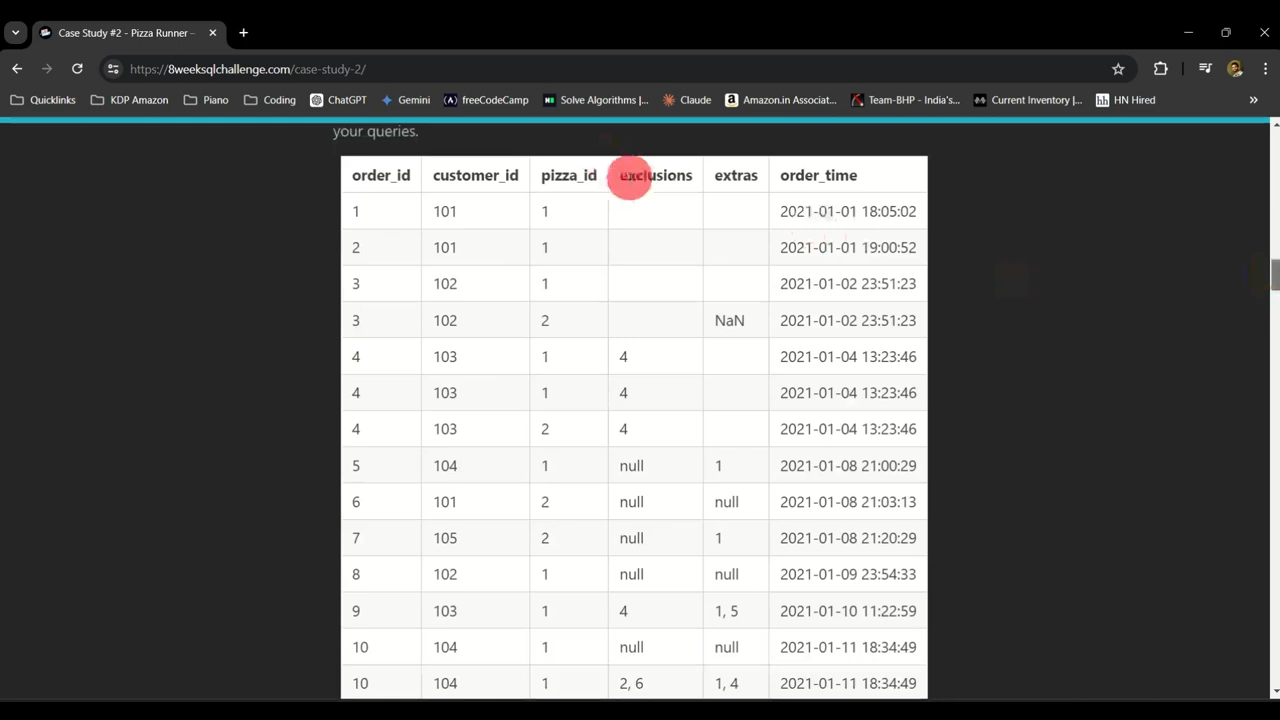 Case Study #2 - Pizza Runner –
https://8weeksqlchallenge.com/case-study-2/
Quicklinks KDP Amazon Piano Coding ChatGPT Gemini freeCodeCamp Solve Algorithms |... Claude Amazon.in Associat... Team-BHP - India's... Current Inventory |... HN Hired
your queries.
order_id customer_id pizza_id exclusions extras order_time
1 101 1 2021-01-01 18:05:02
2 101 1 2021-01-01 19:00:52
3 102 1 2021-01-02 23:51:23
3 102 2 NaN 2021-01-02 23:51:23
4 103 1 4 2021-01-04 13:23:46
4 103 1 4 2021-01-04 13:23:46
4 103 2 4 2021-01-04 13:23:46
5 104 1 null 1 2021-01-08 21:00:29
6 101 2 null null 2021-01-08 21:03:13
7 105 2 null 1 2021-01-08 21:20:29
8 102 1 null null 2021-01-09 23:54:33
9 103 1 4 1, 5 2021-01-10 11:22:59
10 104 1 null null 2021-01-11 18:34:49
10 104 1 2, 6 1, 4 2021-01-11 18:34:49